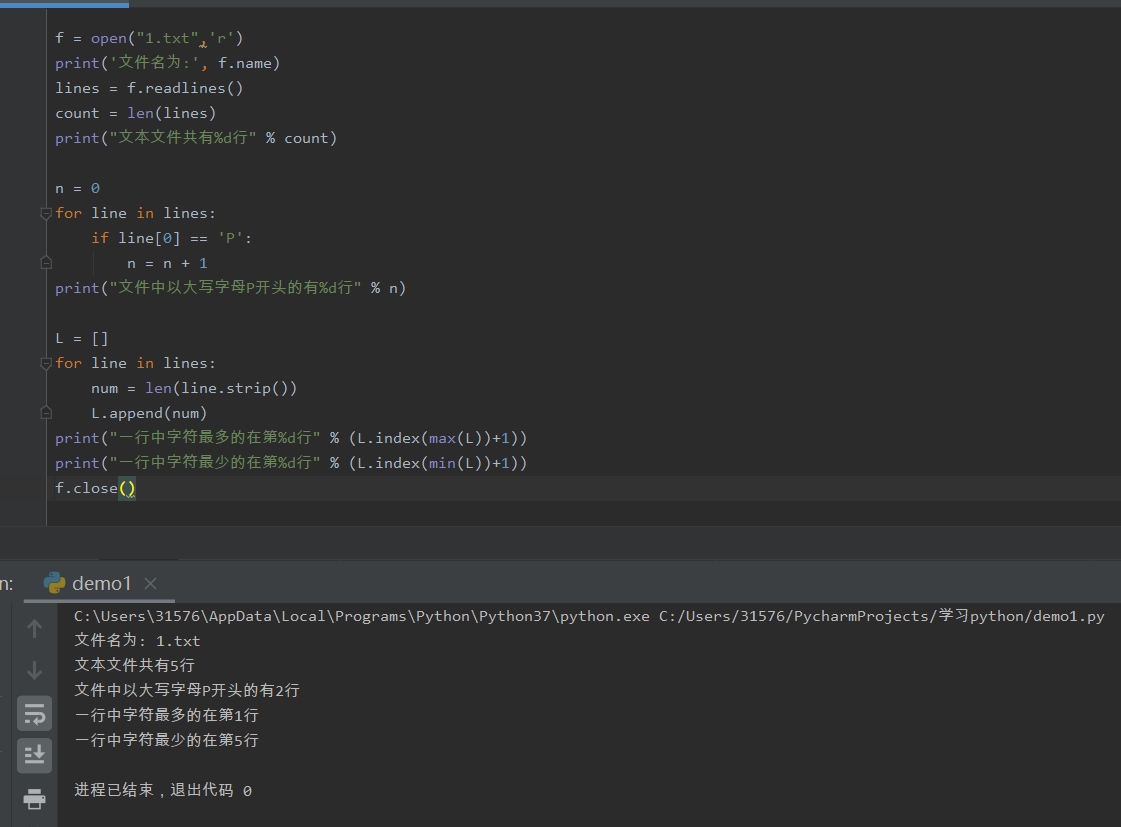 f = open("1.txt",'r')
print('文件名为:', f.name)
lines = f.readlines()
count = len(lines)
print("文本文件共有%d行" % count)
n = 0
for line in lines:
    if line[0] == 'P':
        n = n + 1
print("文件中以大写字母P开头的有%d行" % n)
L = []
for line in lines:
    num = len(line.strip())
    L.append(num)
print("一行中字符最多的在第%d行" % (L.index(max(L))+1))
print("一行中字符最少的在第%d行" % (L.index(min(L))+1))
f.close()
n: demo1
C:\Users\31576\AppData\Local\Programs\Python\Python37\python.exe C:/Users/31576/PycharmProjects/学习python/demo1.py
文件名为: 1.txt
文本文件共有5行
文件中以大写字母P开头的有2行
一行中字符最多的在第1行
一行中字符最少的在第5行
进程已结束，退出代码 0